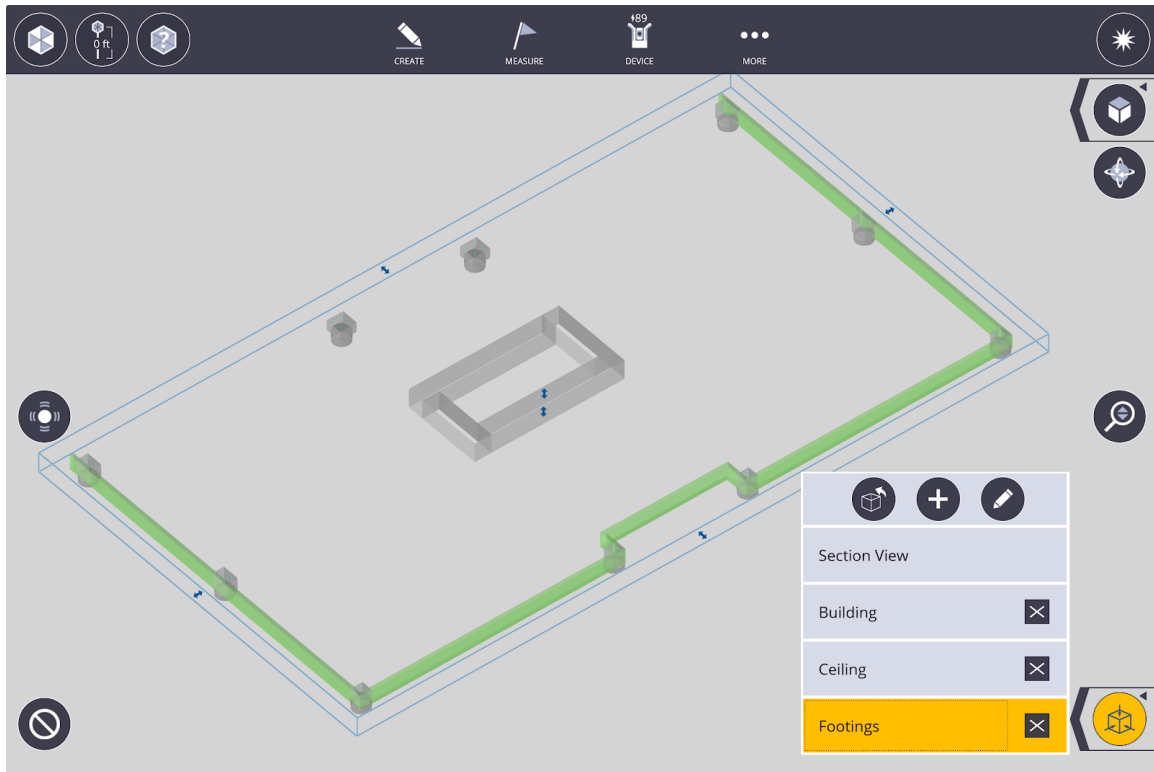 0 ft
?
⚡89
CREATE
MEASURE
DEVICE
MORE
Section View
Building
Ceiling
Footings